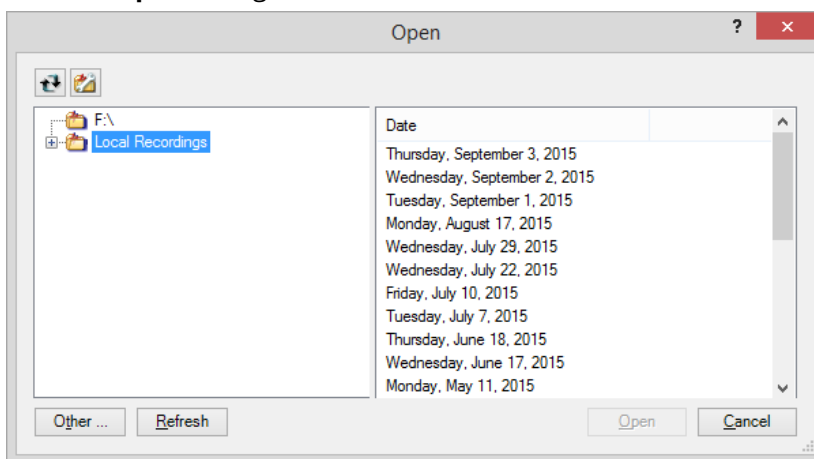 Open
?
F:\
Local Recordings
Date
Thursday, September 3, 2015
Wednesday, September 2, 2015
Tuesday, September 1, 2015
Monday, August 17, 2015
Wednesday, July 29, 2015
Wednesday, July 22, 2015
Friday, July 10, 2015
Tuesday, July 7, 2015
Thursday, June 18, 2015
Wednesday, June 17, 2015
Monday, May 11, 2015
Other ... Refresh Open Cancel